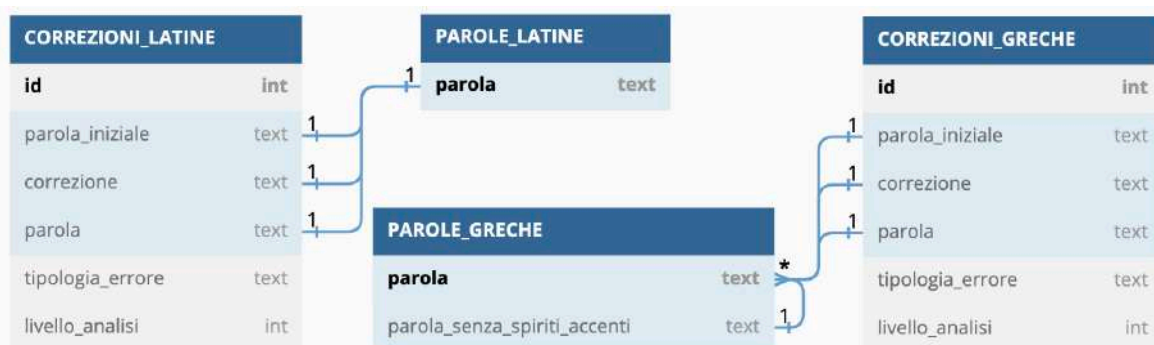 CORREZIONI_LATINE
id int
parola_iniziale text 1
correzione text 1
parola text 1
tipologia_errore text
livello_analisi int
PAROLE_LATINE
1 parola text
PAROLE_GRECHE
parola text *
parola_senza_spiriti_accenti text 1
CORREZIONI_GRECHE
id int
1 parola_iniziale text
1 correzione text
1 parola text
tipologia_errore text
livello_analisi int